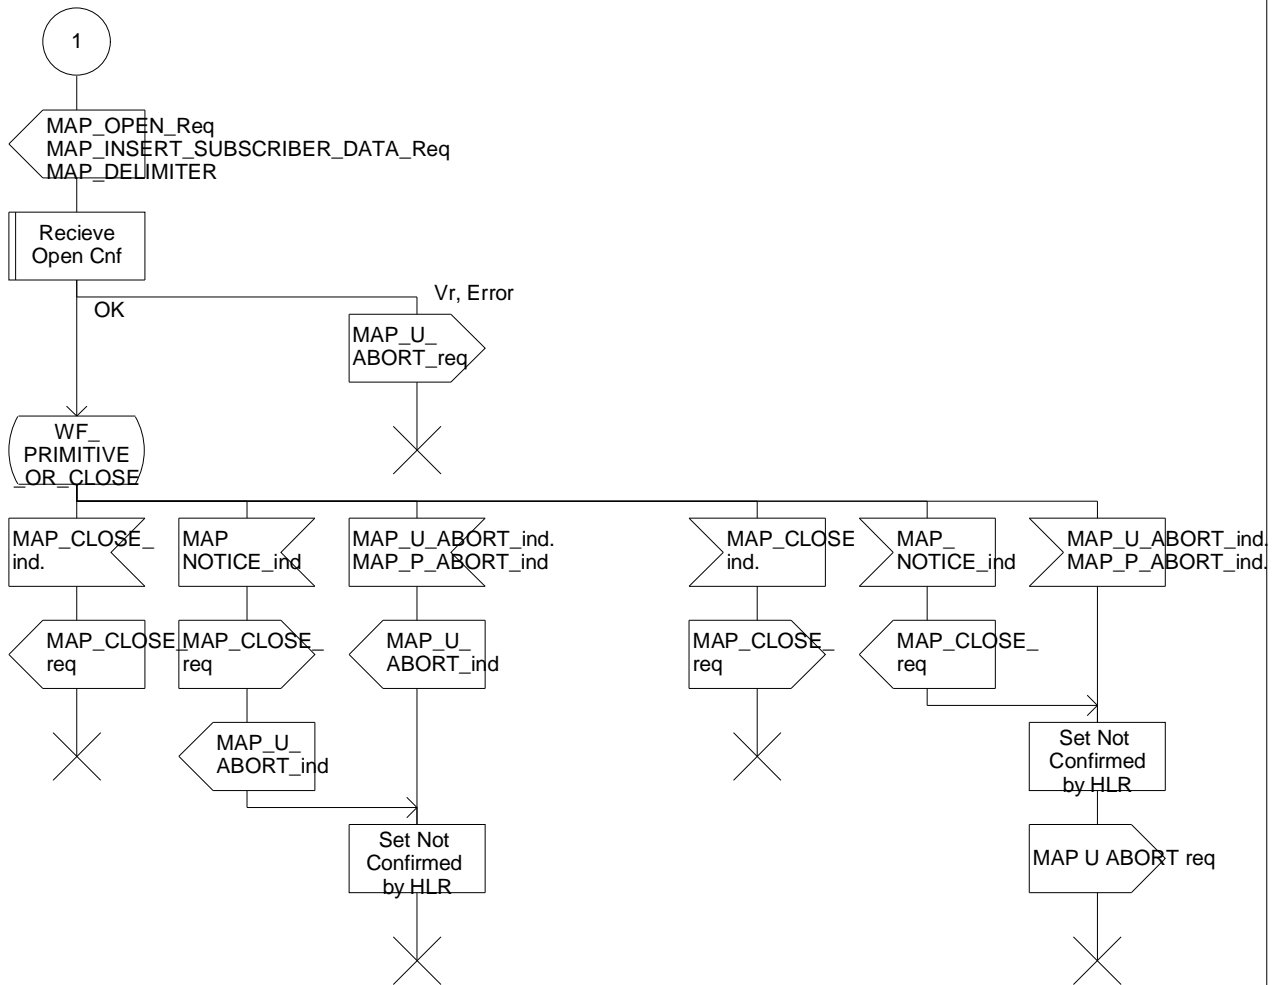 1
MAP_OPEN_Req
MAP_INSERT_SUBSCRIBER_DATA_Req
MAP_DELIMITER
Recieve
Open Cnf
OK
Vr, Error
MAP_U_
ABORT_req
WF_
PRIMITIVE
_OR_CLOSE
MAP_CLOSE_
ind.
MAP
NOTICE_ind
MAP_U_ABORT_ind.
MAP_P_ABORT_ind
MAP_CLOSE
ind.
MAP_
NOTICE_ind
MAP_U_ABORT_ind.
MAP_P_ABORT_ind.
MAP_CLOSE_
req
MAP_CLOSE_
req
MAP_U_
ABORT_ind
MAP_CLOSE_
req
MAP_CLOSE_
req
MAP_U_
ABORT_ind
Set Not
Confirmed
by HLR
Set Not
Confirmed
by HLR
MAP U ABORT req